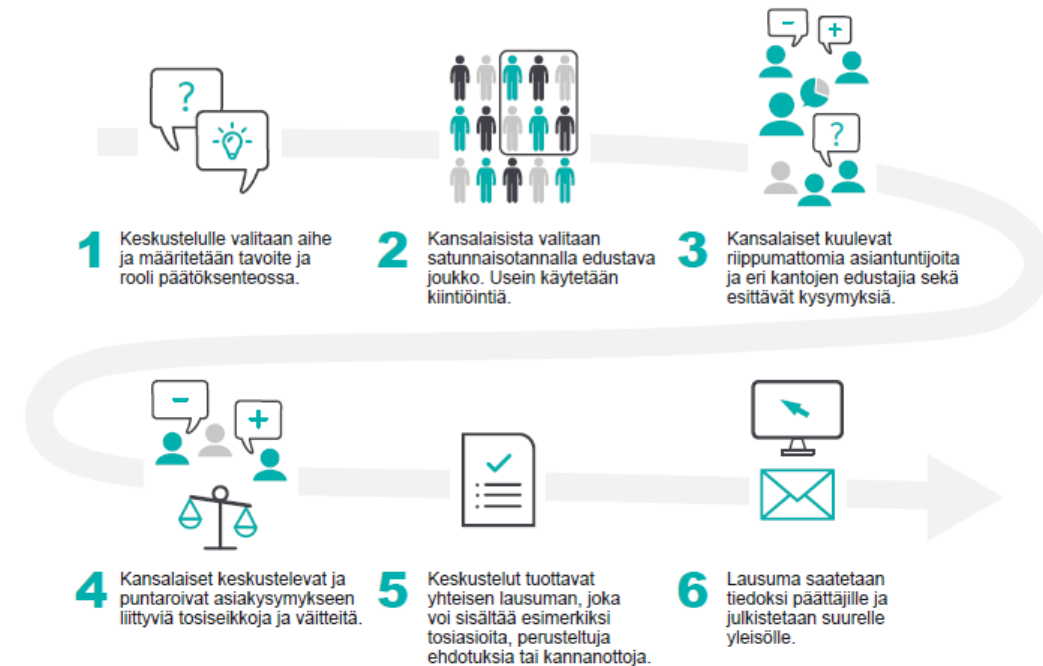 ?
- +
?
1 Keskustelulle valitaan aihe
ja määritetään tavoite ja
rooli päätöksenteossa.
2 Kansalaisista valitaan
satunnaisotannalla edustava
joukko. Usein käytetään
kiintiöintiä.
3 Kansalaiset kuulevat
riippumattomia asiantuntijoita
ja eri kantojen edustajia sekä
esittävät kysymyksiä.
- +
4 Kansalaiset keskustelevat ja
puntaroivat asiakysymykseen
liittyviä tosiseikkoja ja väitteitä.
5 Keskustelut tuottavat
yhteisen lausuman, joka
voi sisältää esimerkiksi
tosiasioita, perusteltuja
ehdotuksia tai kannanottoja.
6 Lausuma saatetaan
tiedoksi päättäjille ja
julkistetaan suurelle
yleisölle.